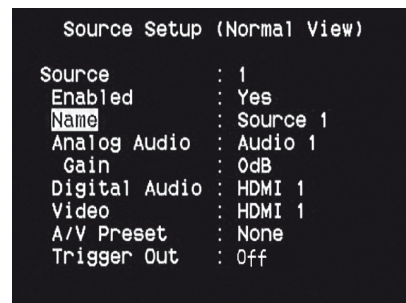 Source Setup (Normal View)
Source : 1
Enabled : Yes
Name : Source 1
Analog Audio : Audio 1
Gain : 0dB
Digital Audio : HDMI 1
Video : HDMI 1
A/V Preset : None
Trigger Out : Off